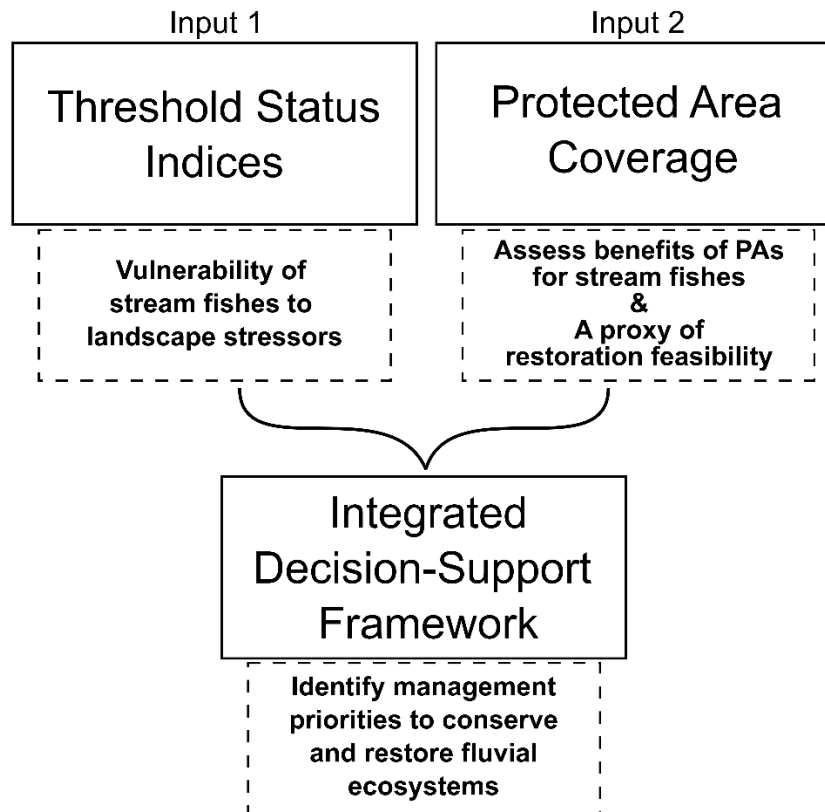 Input 1
Input 2
Threshold Status
Indices
Protected Area
Coverage
Vulnerability of
stream fishes to
landscape stressors
Assess benefits of PAs
for stream fishes
&
A proxy of
restoration feasibility
Integrated
Decision-Support
Framework
Identify management
priorities to conserve
and restore fluvial
ecosystems